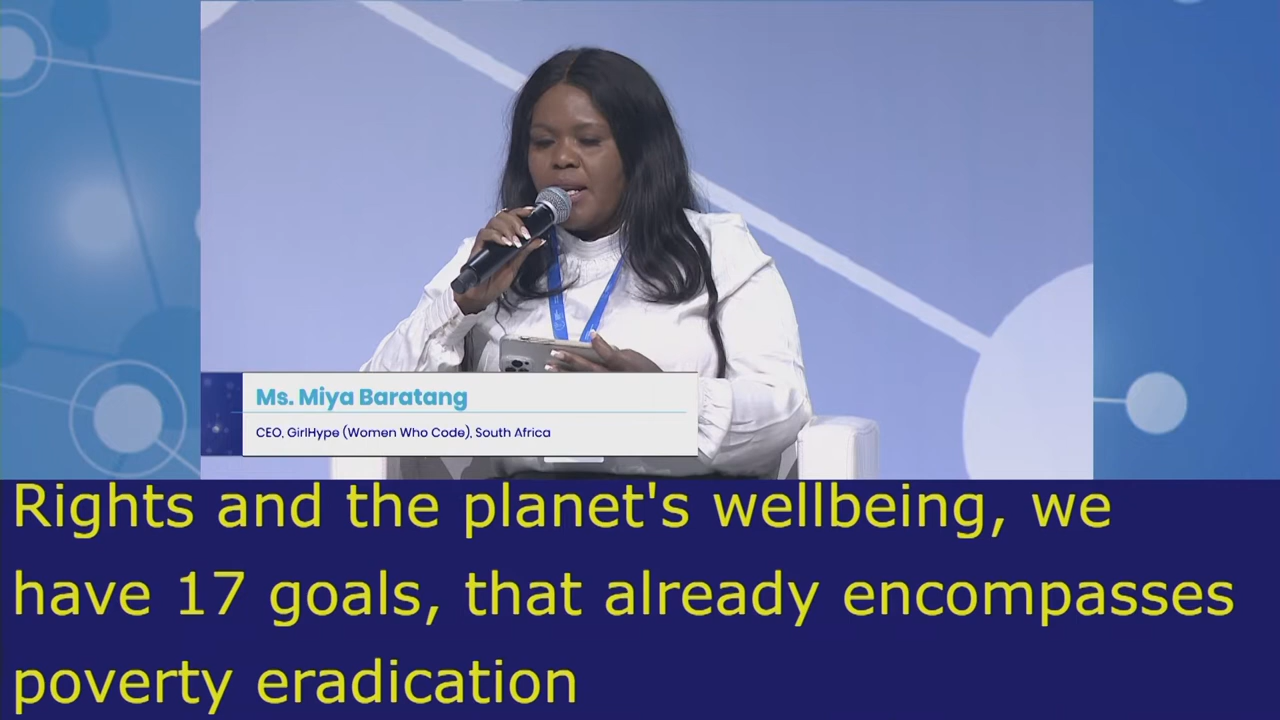 Ms. Miya Baratang
CEO, GirlHype (Women Who Code), South Africa
Rights and the planet's wellbeing, we
have 17 goals, that already encompasses
poverty eradication